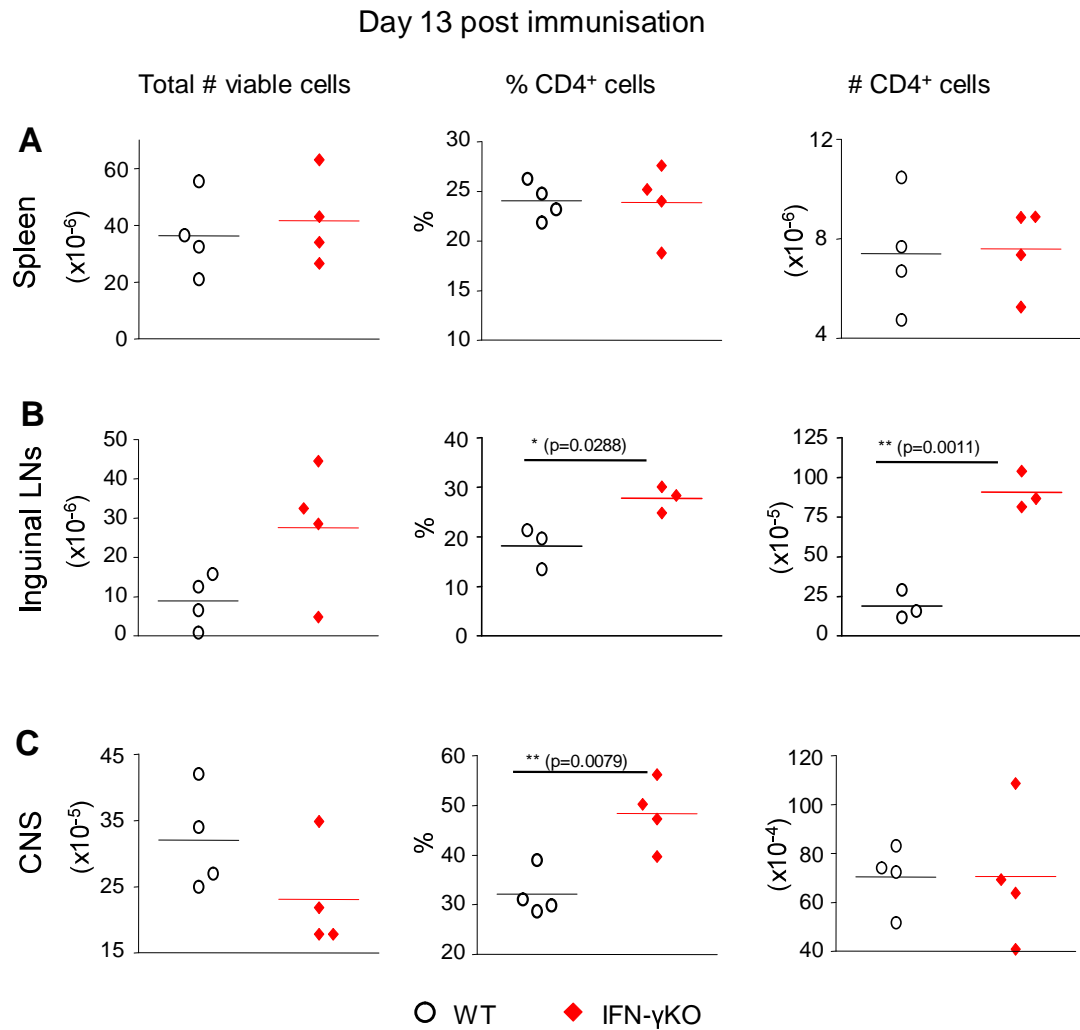 Day 13 post immunisation
Total # viable cells
% CD4⁺ cells
# CD4⁺ cells
A
Spleen
(x10⁻⁶)
60
40
20
0
%
30
25
20
15
10
(x10⁻⁶)
12
8
4
B
Inguinal LNs
(x10⁻⁶)
50
40
30
20
10
0
%
40
30
20
10
0
* (p=0.0288)
(x10⁻⁵)
125
100
75
50
25
0
** (p=0.0011)
C
CNS
(x10⁻⁵)
45
35
25
15
%
60
50
40
30
20
** (p=0.0079)
(x10⁻⁴)
120
100
80
60
40
WT
IFN-γKO